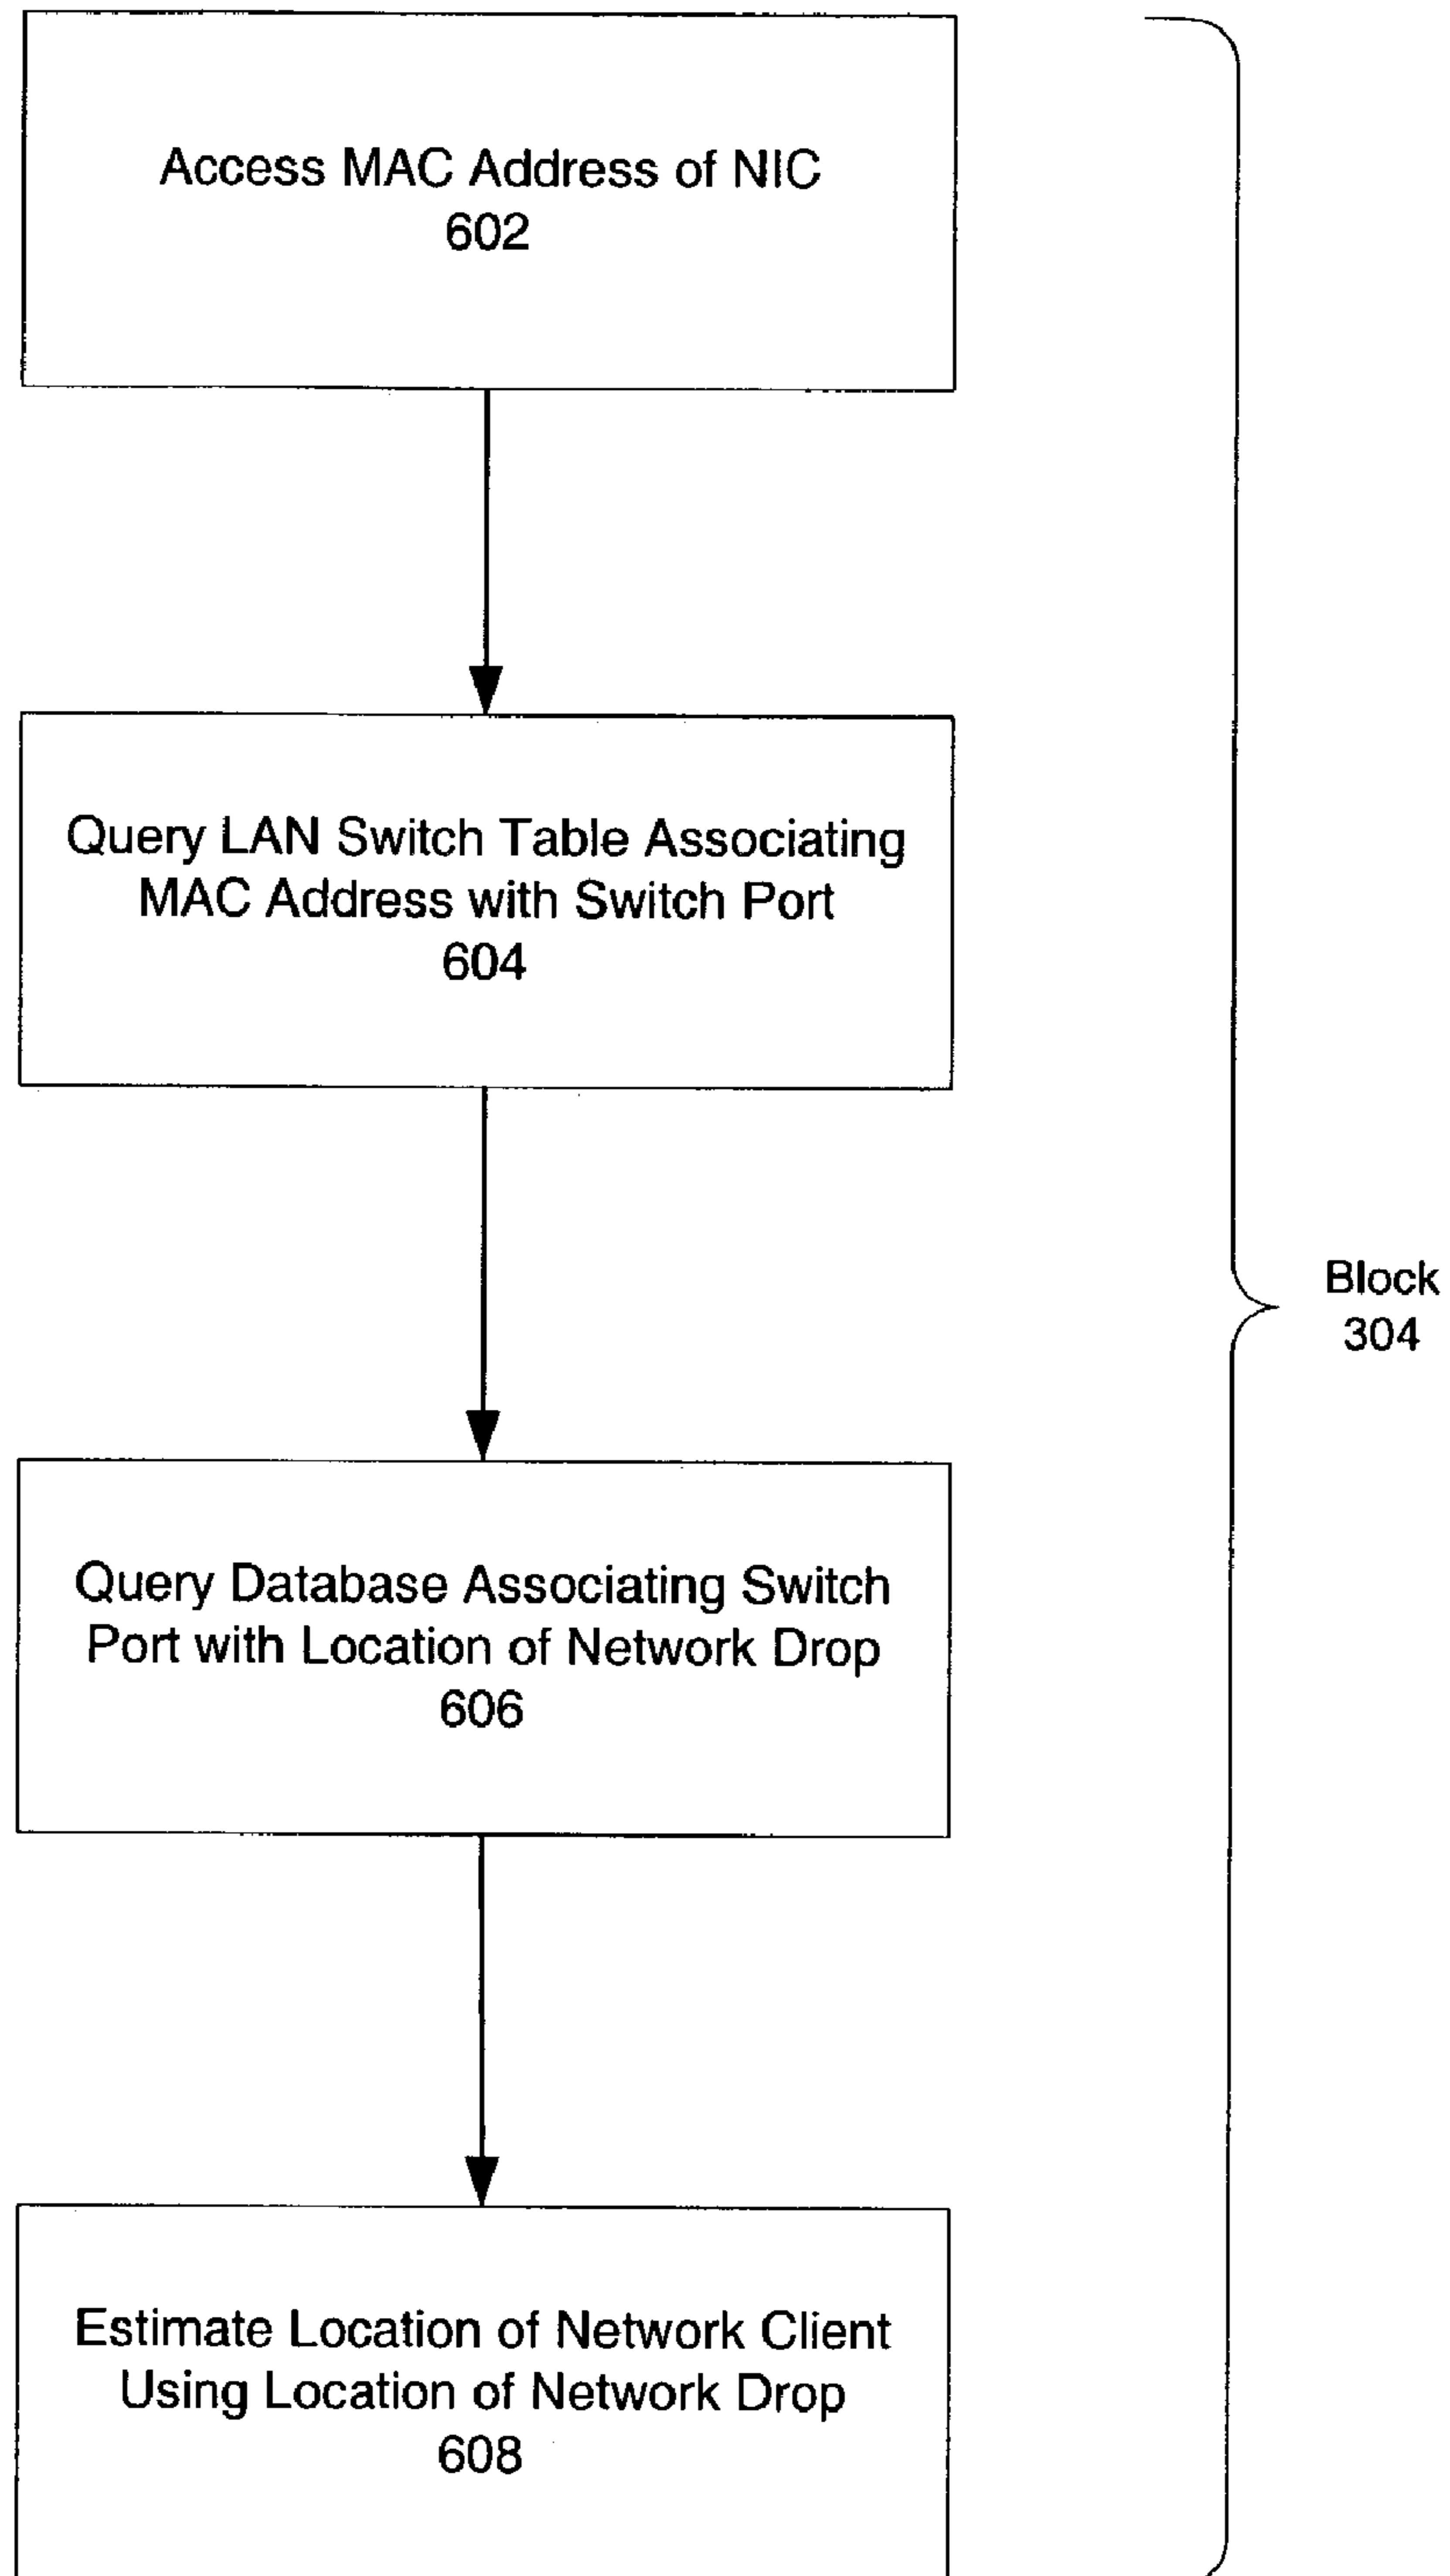 Access MAC Address of NIC
602
Query LAN Switch Table Associating
MAC Address with Switch Port
604
Block
304
Query Database Associating Switch
Port with Location of Network Drop
606
Estimate Location of Network Client
Using Location of Network Drop
608